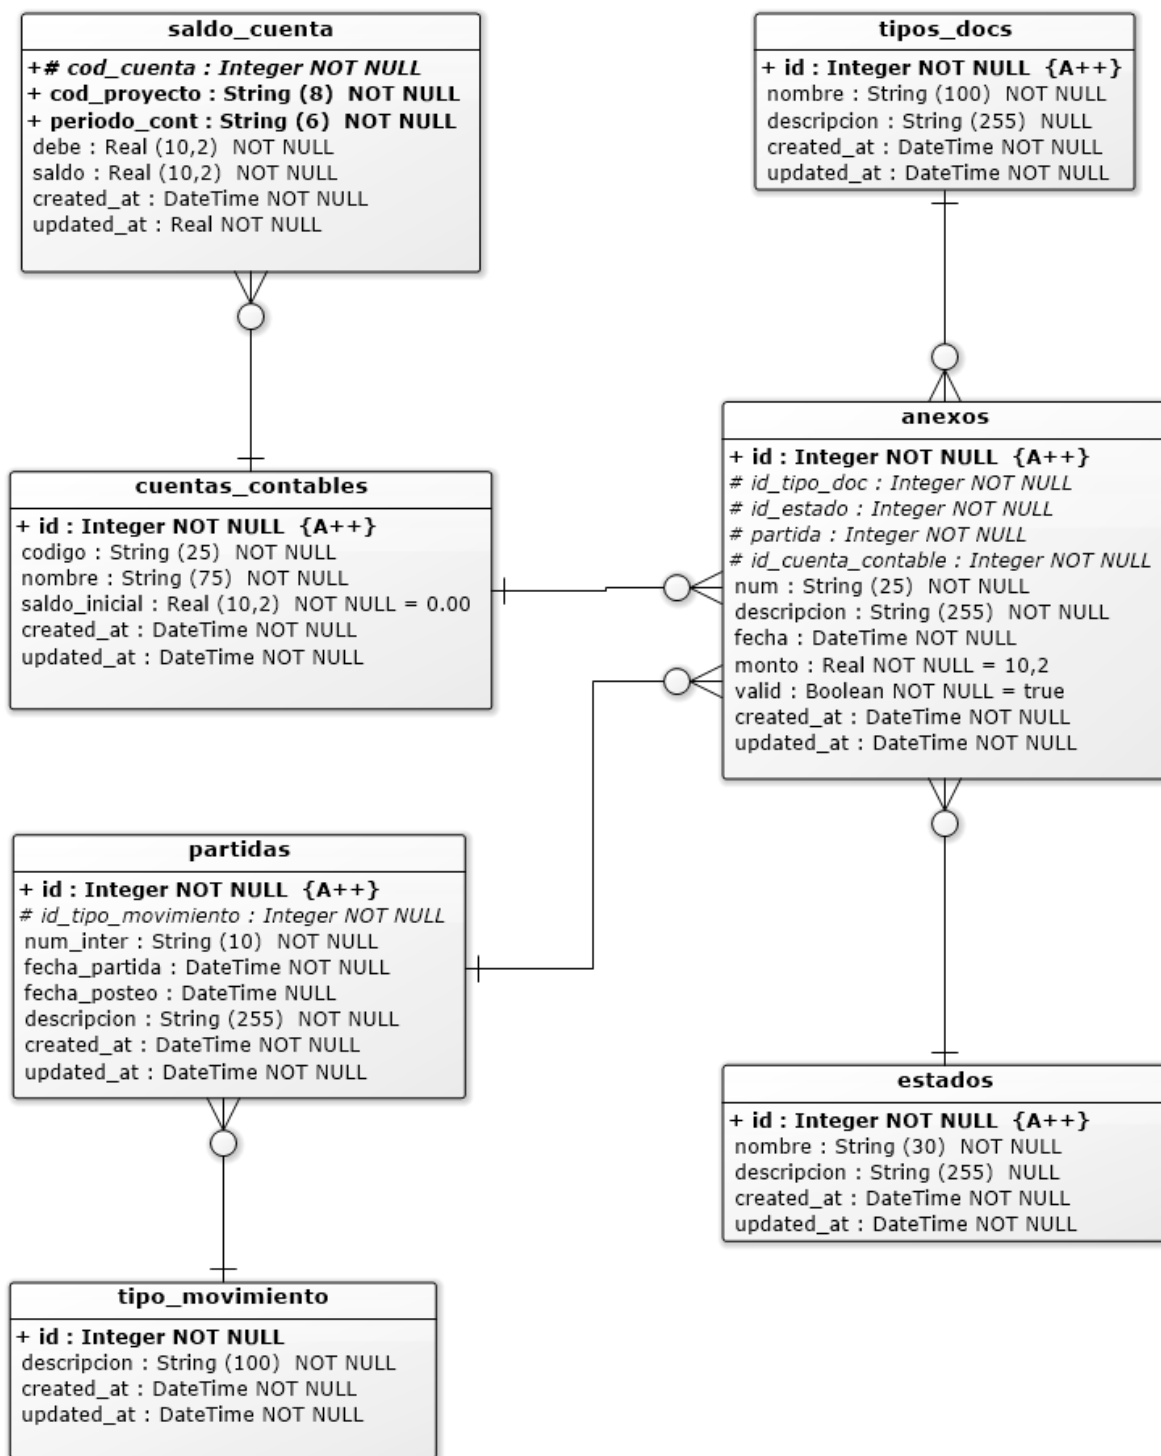 saldo_cuenta
+# cod_cuenta : Integer NOT NULL
+ cod_proyecto : String (8)  NOT NULL
+ periodo_cont : String (6)  NOT NULL
debe : Real (10,2)  NOT NULL
saldo : Real (10,2)  NOT NULL
created_at : DateTime NOT NULL
updated_at : Real NOT NULL
tipos_docs
+ id : Integer NOT NULL  {A++}
nombre : String (100)  NOT NULL
descripcion : String (255)  NULL
created_at : DateTime NOT NULL
updated_at : DateTime NOT NULL
cuentas_contables
+ id : Integer NOT NULL  {A++}
codigo : String (25)  NOT NULL
nombre : String (75)  NOT NULL
saldo_inicial : Real (10,2)  NOT NULL = 0.00
created_at : DateTime NOT NULL
updated_at : DateTime NOT NULL
anexos
+ id : Integer NOT NULL  {A++}
# id_tipo_doc : Integer NOT NULL
# id_estado : Integer NOT NULL
# partida : Integer NOT NULL
# id_cuenta_contable : Integer NOT NULL
num : String (25)  NOT NULL
descripcion : String (255)  NOT NULL
fecha : DateTime NOT NULL
monto : Real NOT NULL = 10,2
valid : Boolean NOT NULL = true
created_at : DateTime NOT NULL
updated_at : DateTime NOT NULL
partidas
+ id : Integer NOT NULL  {A++}
# id_tipo_movimiento : Integer NOT NULL
num_inter : String (10)  NOT NULL
fecha_partida : DateTime NOT NULL
fecha_posteo : DateTime NULL
descripcion : String (255)  NOT NULL
created_at : DateTime NOT NULL
updated_at : DateTime NOT NULL
estados
+ id : Integer NOT NULL  {A++}
nombre : String (30)  NOT NULL
descripcion : String (255)  NULL
created_at : DateTime NOT NULL
updated_at : DateTime NOT NULL
tipo_movimiento
+ id : Integer NOT NULL
descripcion : String (100)  NOT NULL
created_at : DateTime NOT NULL
updated_at : DateTime NOT NULL